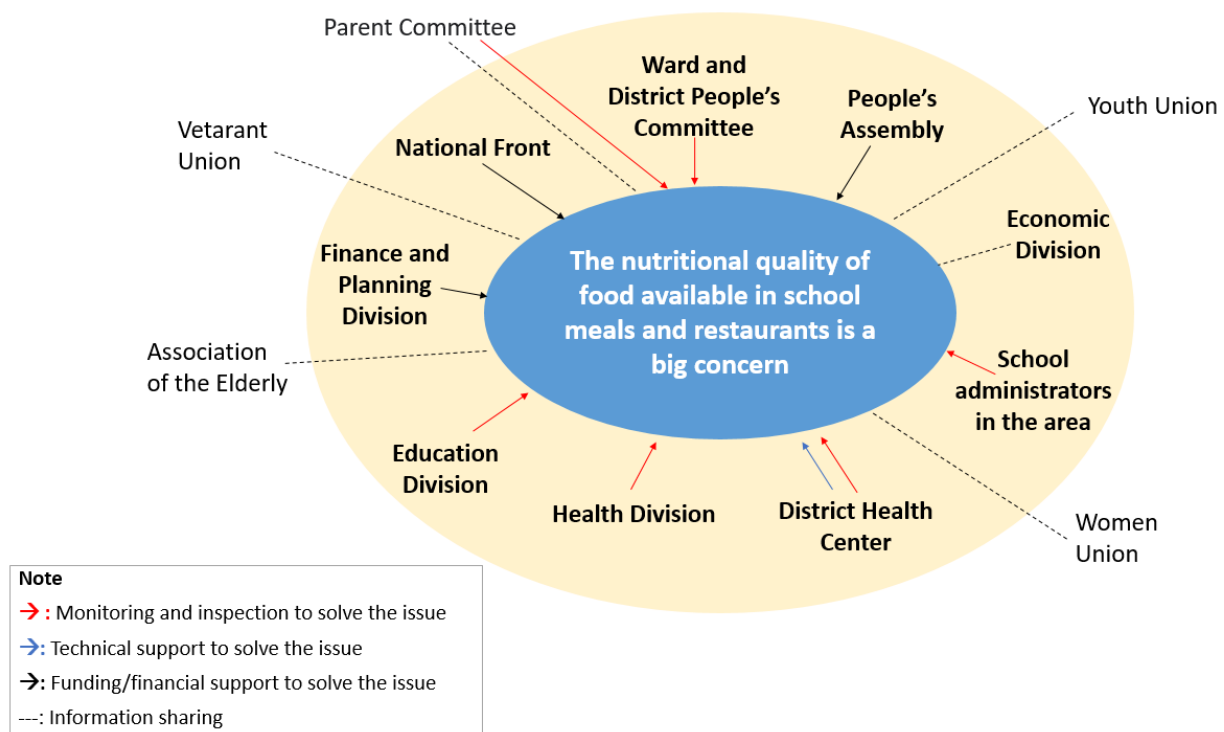 Parent Committee
Ward and
District People's
Committee
People's
Assembly
Youth Union
Vetarant
Union
National Front
Economic
Division
Finance and
Planning
Division
The nutritional quality of
food available in school
meals and restaurants is a
big concern
Association
of the Elderly
School
administrators
in the area
Education
Division
Health Division
District Health
Center
Women
Union
Note
→ : Monitoring and inspection to solve the issue
→: Technical support to solve the issue
→: Funding/financial support to solve the issue
---: Information sharing